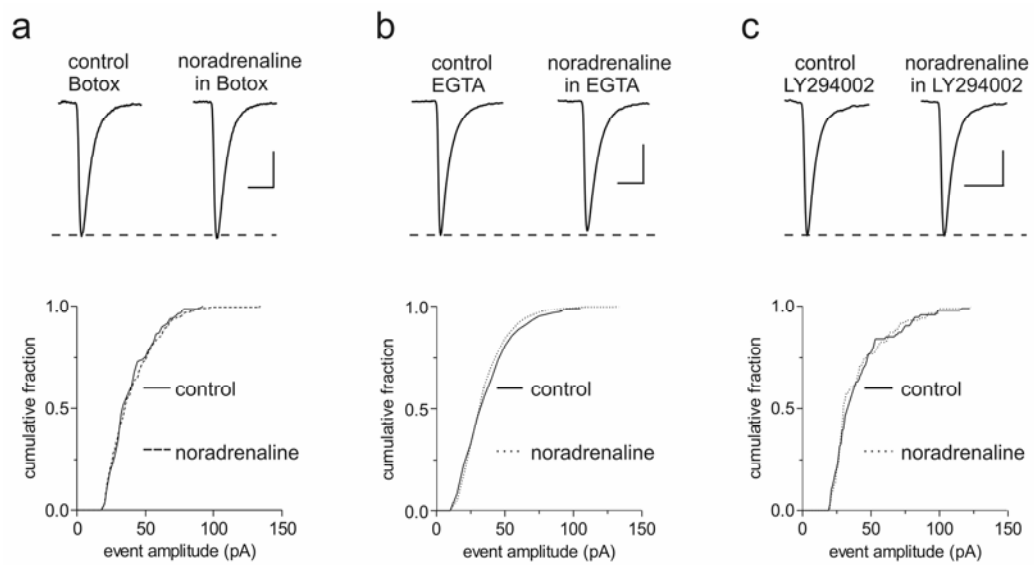 a
control
Botox
noradrenaline
in Botox
cumulative fraction
1.0
0.5
0.0
control
noradrenaline
0
50
100
150
event amplitude (pA)
b
control
EGTA
noradrenaline
in EGTA
cumulative fraction
1.0
0.5
0.0
control
noradrenaline
0
50
100
150
event amplitude (pA)
c
control
LY294002
noradrenaline
in LY294002
cumulative fraction
1.0
0.5
0.0
control
noradrenaline
0
50
100
150
event amplitude (pA)